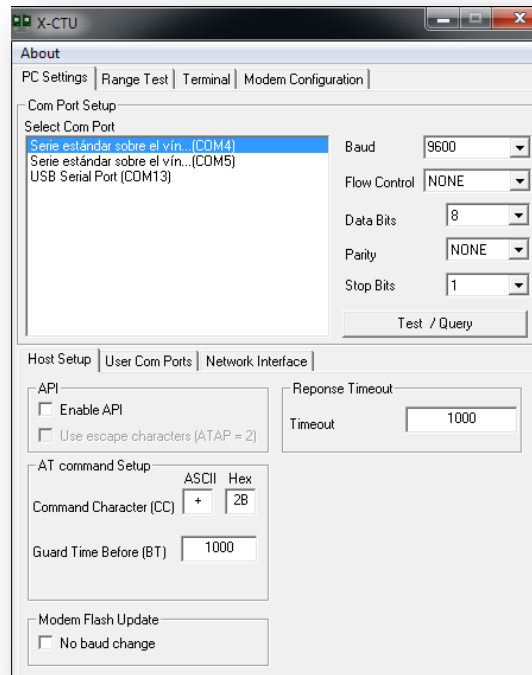 X-CTU
About
PC Settings Range Test Terminal Modem Configuration
Com Port Setup
Select Com Port
Serie estándar sobre el vín...(COM4)
Serie estándar sobre el vín...(COM5)
USB Serial Port (COM13)
Baud 9600
Flow Control NONE
Data Bits 8
Parity NONE
Stop Bits 1
Test / Query
Host Setup User Com Ports Network Interface
API
Enable API
Use escape characters (ATAP = 2)
Reponse Timeout
Timeout 1000
AT command Setup
ASCII Hex
Command Character (CC) + 2B
Guard Time Before (BT) 1000
Modem Flash Update
No baud change